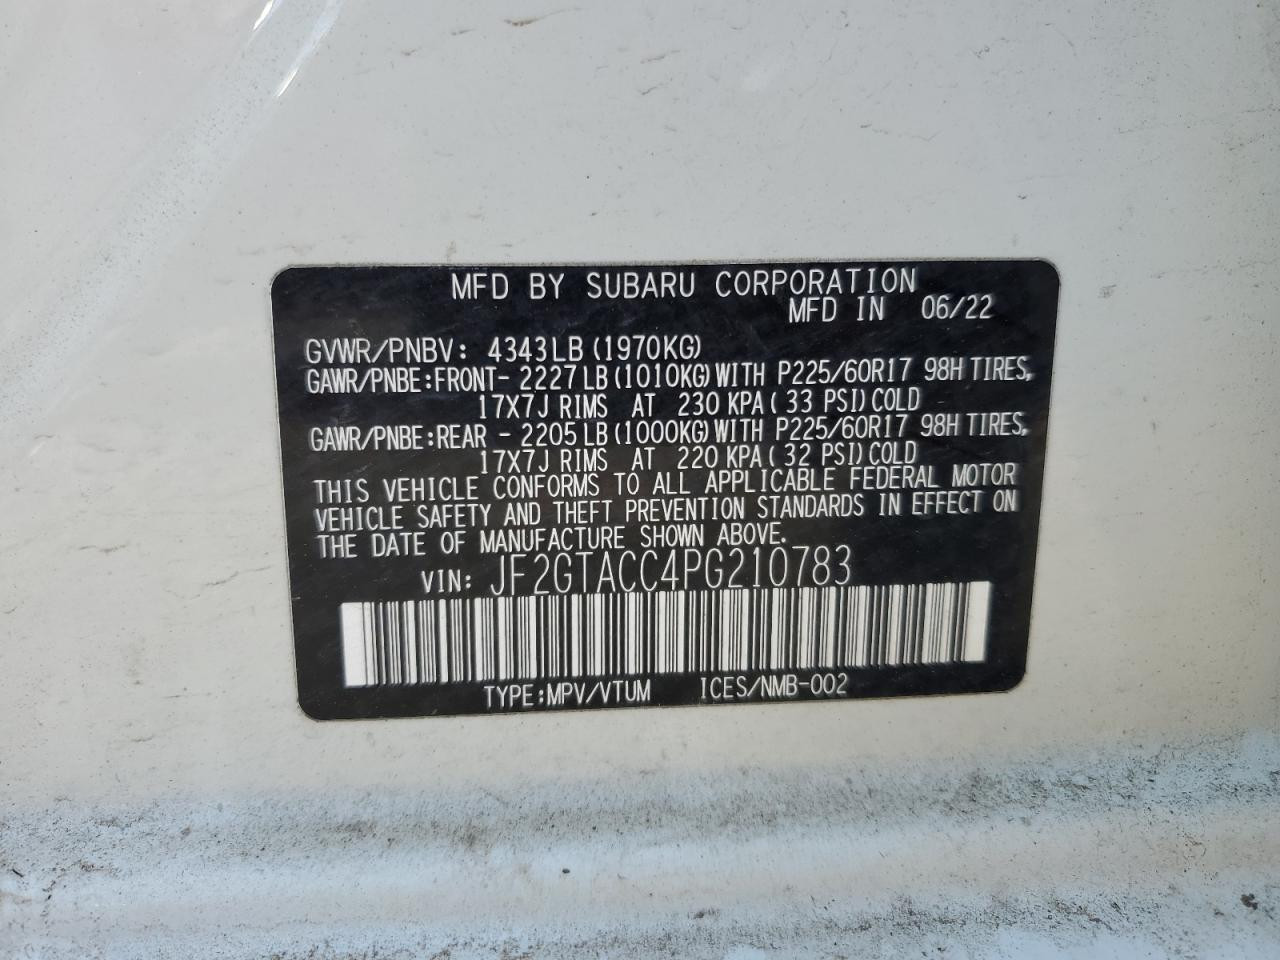 MFD BY SUBARU CORPORATION
MFD IN 06/22
GVWR/PNBV: 4343LB (1970KG)
GAWR/PNBE:FRONT- 2227LB (1010KG) WITH P225/60R17 98H TIRES,
17X7J RIMS AT 230 KPA ( 33 PSI) COLD
GAWR/PNBE:REAR - 2205LB (1000KG) WITH P225/60R17 98H TIRES,
17X7J RIMS AT 220 KPA ( 32 PSI) COLD
THIS VEHICLE CONFORMS TO ALL APPLICABLE FEDERAL MOTOR
VEHICLE SAFETY AND THEFT PREVENTION STANDARDS IN EFFECT ON
THE DATE OF MANUFACTURE SHOWN ABOVE.
VIN: JF2GTACC4PG210783
TYPE:MPV/VTUM ICES/NMB-002